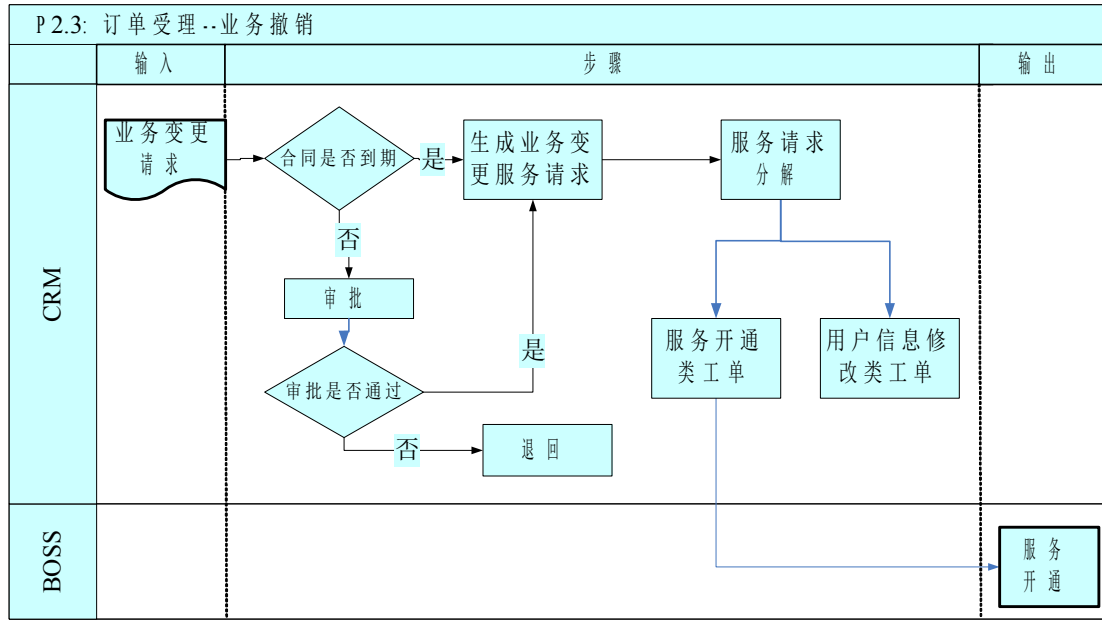 P 2.3: 订单受理--业务撤销
输入
步骤
输出
CRM
业务变更
请求
合同是否到期
是
生成业务变
更服务请求
服务请求
分解
否
审批
服务开通
类工单
用户信息修
改类工单
是
审批是否通过
否
退回
BOSS
服务
开通